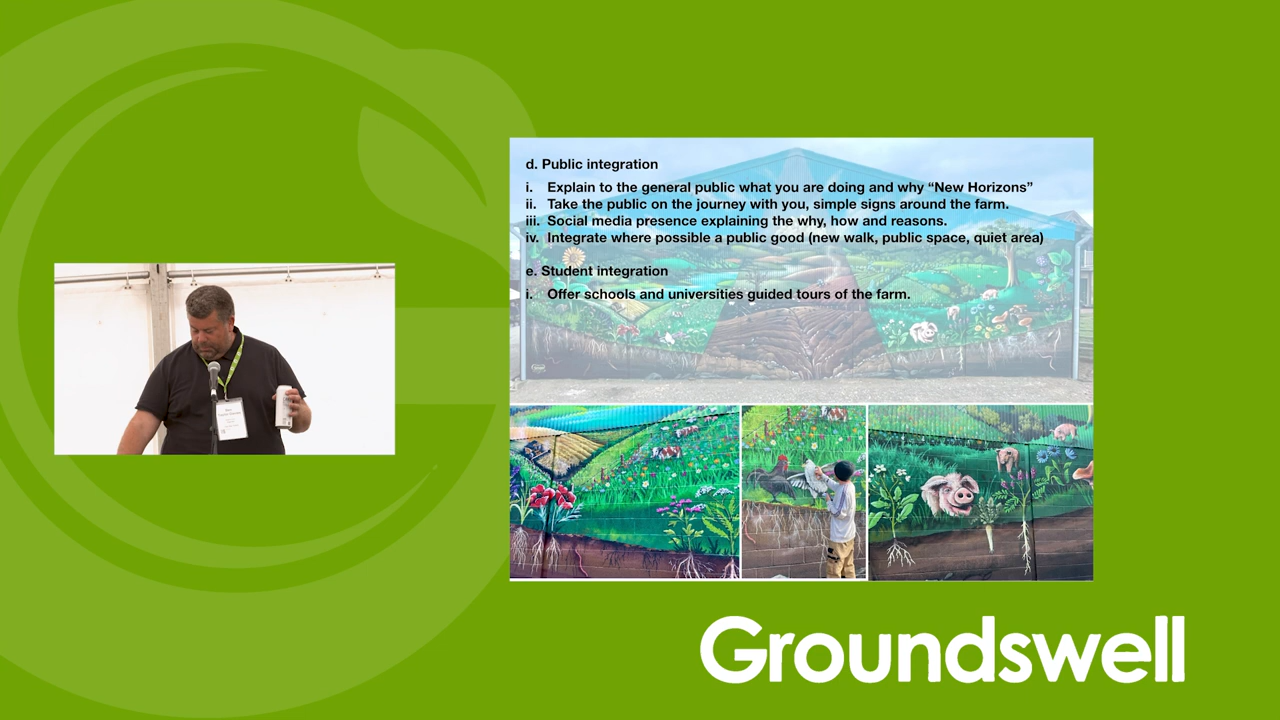 d. Public integration
i. Explain to the general public what you are doing and why “New Horizons”
ii. Take the public on the journey with you, simple signs around the farm.
iii. Social media presence explaining the why, how and reasons.
iv. Integrate where possible a public good (new walk, public space, quiet area)
e. Student integration
i. Offer schools and universities guided tours of the farm.
Groundswell